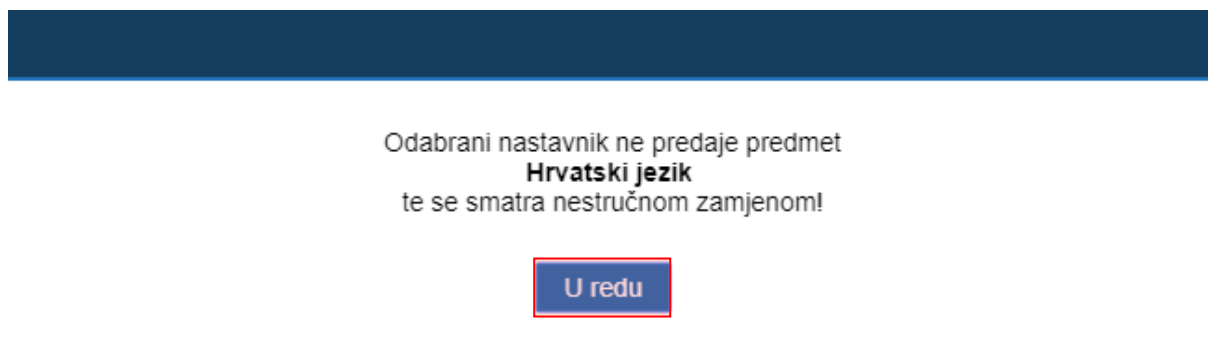 Odabrani nastavnik ne predaje predmet
Hrvatski jezik
te se smatra nestručnom zamjenom!
U redu